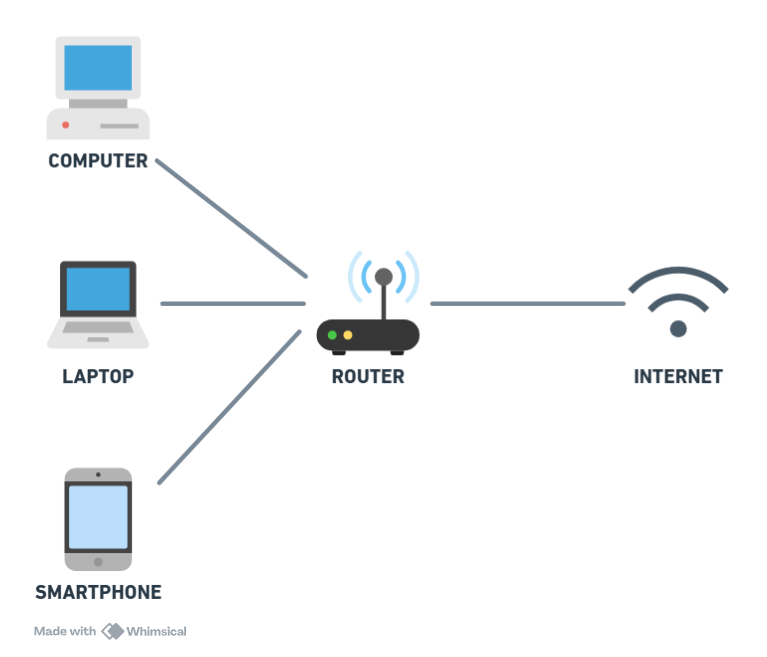 COMPUTER
LAPTOP
ROUTER
INTERNET
SMARTPHONE
Made with Whimsical